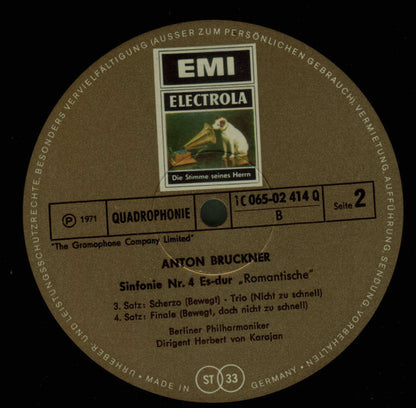 URHEBER- UND LEISTUNGSSCHUTZRECHTE, BESONDERS VERVIELFÄLTIGUNG (AUSSER ZUM PERSÖNLICHEN GEBRAUCH), VERMIETUNG, AUFFÜHRUNG, SENDUNG VORBEHALTEN
EMI
ELECTROLA
Die Stimme seines Herrn
Ⓟ 1971
QUADROPHONIE
1C 065-02 414 Q
B
Seite 2
"The Gramophone Company Limited"
ANTON BRUCKNER
Sinfonie Nr. 4 Es-dur „Romantische"
3. Satz: Scherzo (Bewegt) - Trio (Nicht zu schnell)
4. Satz: Finale (Bewegt, doch nicht zu schnell)
Berliner Philharmoniker
Dirigent Herbert von Karajan
MADE IN
ST 33
GERMANY